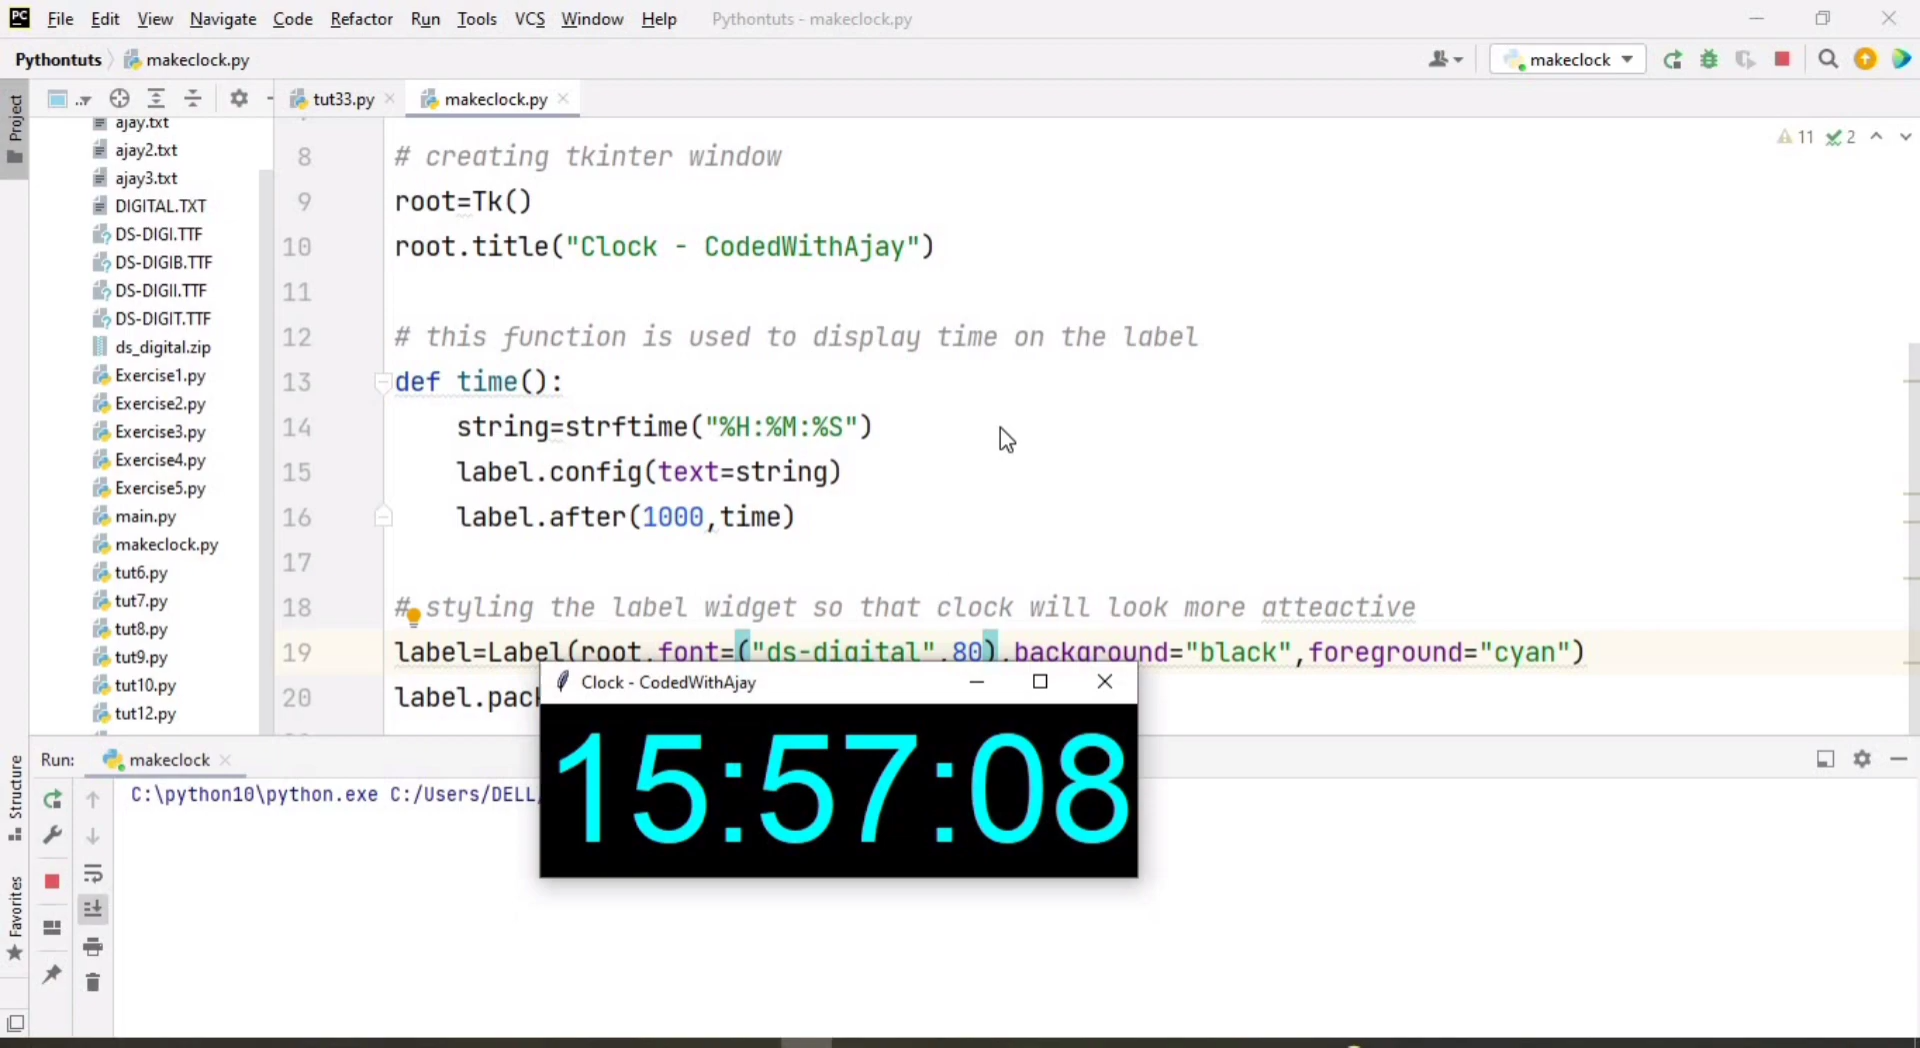 PC File Edit View Navigate Code Refactor Run Tools VCS Window Help Pythontuts - makeclock.py
Pythontuts makeclock.py makeclock
Project tut33.py makeclock.py
ajay.txt
ajay2.txt
ajay3.txt
DIGITAL.TXT
DS-DIGI.TTF
DS-DIGIB.TTF
DS-DIGII.TTF
DS-DIGIT.TTF
ds_digital.zip
Exercise1.py
Exercise2.py
Exercise3.py
Exercise4.py
Exercise5.py
main.py
makeclock.py
tut6.py
tut7.py
tut8.py
tut9.py
tut10.py
tut12.py
11 2
8 # creating tkinter window
9 root=Tk()
10 root.title("Clock - CodedWithAjay")
11
12 # this function is used to display time on the label
13 def time():
14 string=strftime("%H:%M:%S")
15 label.config(text=string)
16 label.after(1000,time)
17
18 # styling the label widget so that clock will look more atteactive
19 label=Label(root,font=("ds-digital",80),background="black",foreground="cyan")
20 label.pack
Clock - CodedWithAjay
15:57:08
Run: makeclock
C:\python10\python.exe C:/Users/DELL/
Structure
Favorites